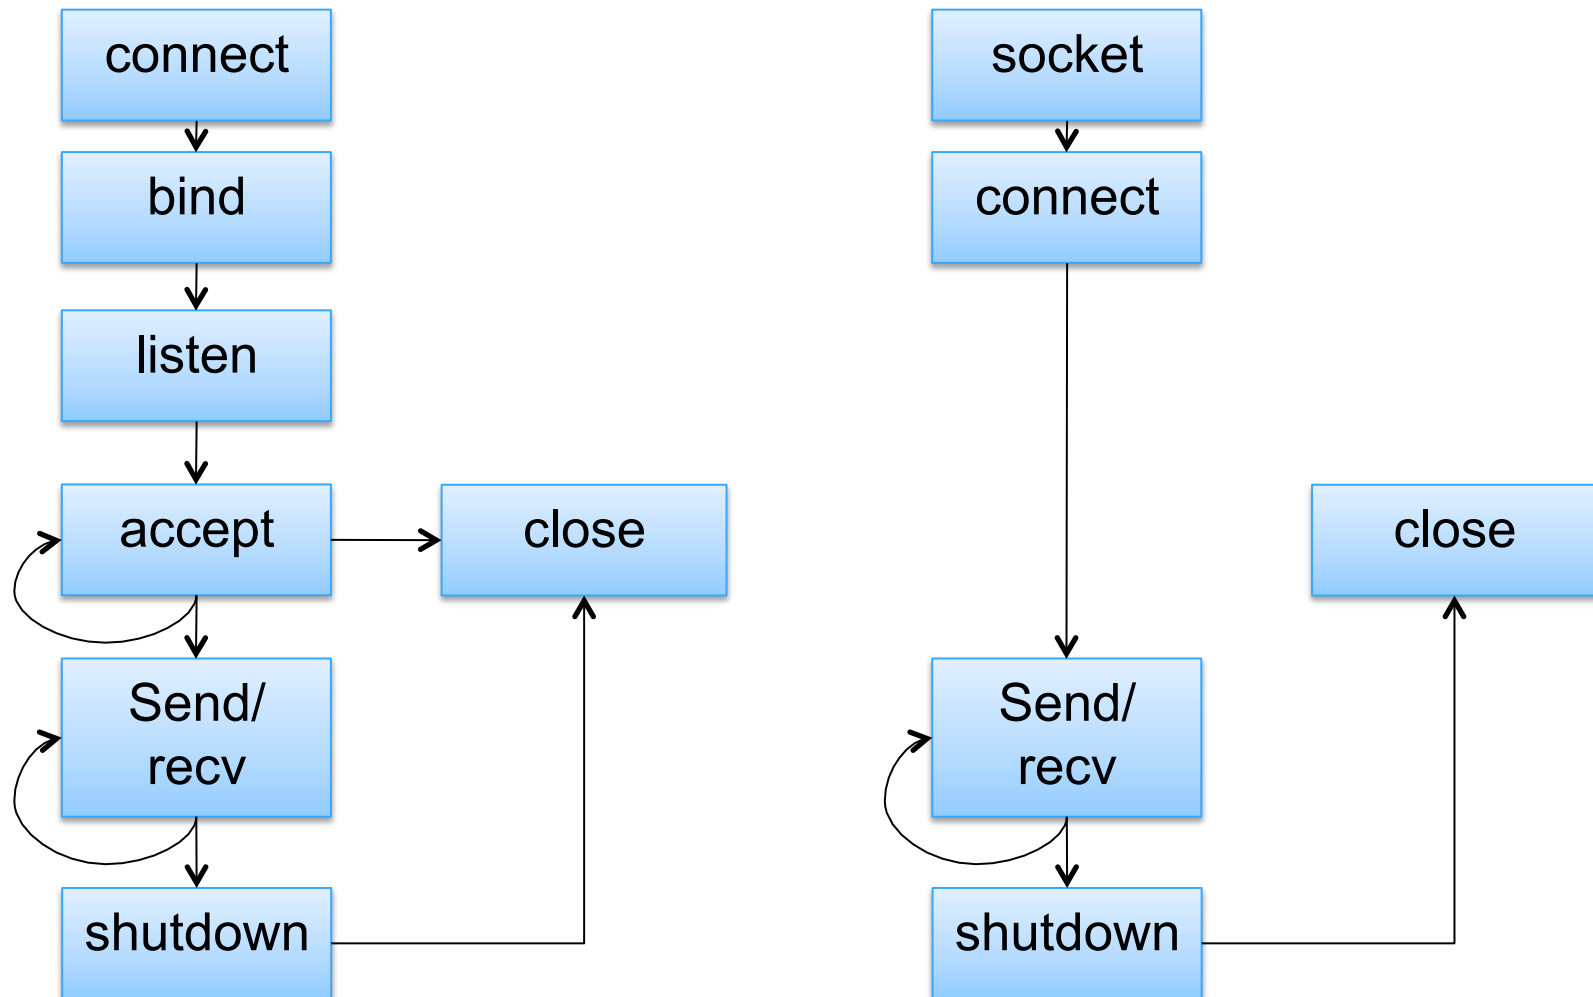 connect
bind
listen
accept
close
Send/
recv
shutdown
socket
connect
close
Send/
recv
shutdown